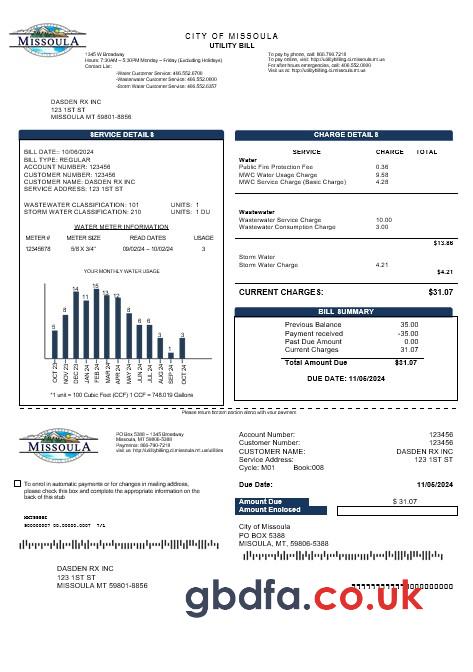 MISSOULA
CITY OF MISSOULA
UTILITY BILL
1345 W Broadway
Hours: 7:30AM – 5:30PM Monday – Friday (Excluding Holidays)
Contact List:
-Water Customer Service: 406.552.6700
-Wastewater Customer Service: 406.552.0000
-Storm Water Customer Service: 406.552.6357
To pay by phone, call: 866.790.7218
To pay online, visit: http://utilitybilling.ci.missoula.mt.us
For after hours or emergencies, call: 406.552.0000
Visit us at: http://utilitybilling.ci.missoula.mt.us
DASDEN RX INC
123 1ST ST
MISSOULA MT 59801-8856
SERVICE DETAILS
BILL DATE: 10/06/2024
BILL TYPE: REGULAR
ACCOUNT NUMBER: 123456
CUSTOMER NUMBER: 123456
CUSTOMER NAME: DASDEN RX INC
SERVICE ADDRESS: 123 1ST ST
WASTEWATER CLASSIFICATION: 101 UNITS: 1
STORM WATER CLASSIFICATION: 210 UNITS: 1 DU
WATER METER INFORMATION
METER# METER SIZE READ DATES USAGE
12345678 5/8 X 3/4" 09/02/24 – 10/02/24 3
YOUR MONTHLY WATER USAGE
8 14 11 15 13 12 8 6 6 3 1 3
OCT 23 NOV 23 DEC 23 JAN 24 FEB 24 MAR 24 APR 24 MAY 24 JUN 24 JUL 24 AUG 24 SEP 24 OCT 24
*1 unit = 100 Cubic Feet (CCF) 1 CCF = 748.019 Gallons
CHARGE DETAILS
SERVICE CHARGE TOTAL
Water
Public Fire Protection Fee 0.36
MWC Water Usage Charge 9.58
MWC Service Charge (Basic Charge) 4.28
Wastewater
Wastewater Service Charge 10.00
Wastewater Consumption Charge 3.00
$13.86
Storm Water
Storm Water Charge 4.21
$4.21
CURRENT CHARGES: $31.07
BILL SUMMARY
Previous Balance 35.00
Payment received -35.00
Past Due Amount 0.00
Current Charges 31.07
Total Amount Due $31.07
DUE DATE: 11/05/2024
Please return bottom portion along with your payment
MISSOULA
PO Box 5388 –
Missoula, MT 59806
Payments: 866-790-7218
visit us: http://utilitybilling.ci.missoula.mt.us/utilities
Account Number: 123456
Customer Number: 123456
CUSTOMER NAME: DASDEN RX INC
Service Address: 123 1ST ST
Cycle: M01 Book:008
Due Date: 11/05/2024
To enroll in automatic payments or for changes in mailing address,
please check this box and complete the appropriate information on the
back of this stub
Amount Due $ 31.07
Amount Enclosed
City of Missoula
PO BOX 5388
MISOULA, MT, 59806-5388
DASDEN RX INC
123 1ST ST
MISSOULA MT 59801-8856
gbdfa.co.uk